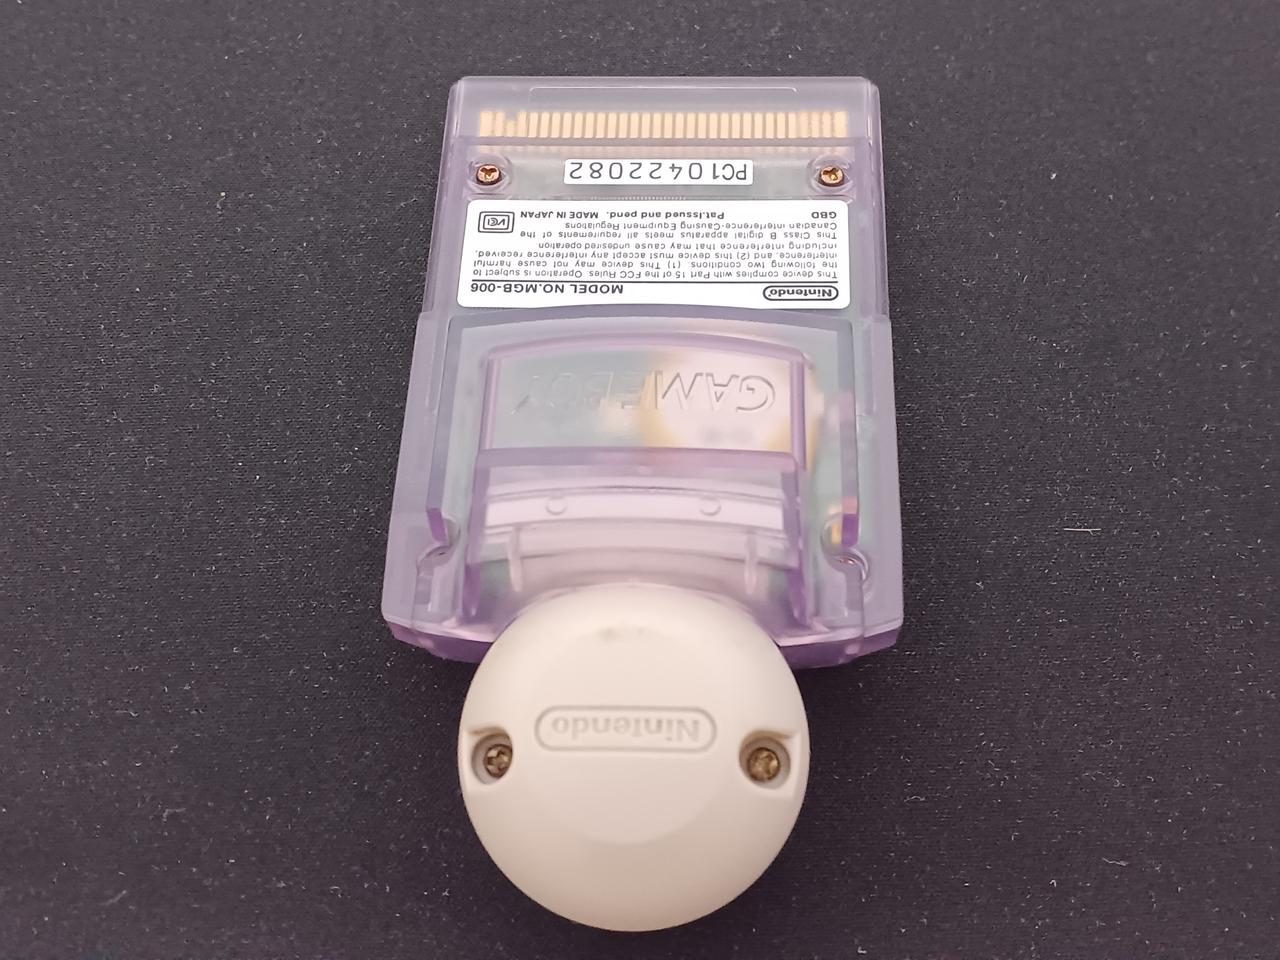 Nintendo
GAMEBOY
Nintendo MODEL NO.MGB-006
This device complies with Part 15 of the FCC Rules. Operation is subject to
the following two conditions. (1) This device may not cause harmful
interference, and (2) this device must accept any interference received,
including interference that may cause undesired operation
This Class B digital apparatus meets all requirements of the
Canadian Interference-Causing Equipment Regulations
GBD Pat.issued and pend. MADE IN JAPAN VCI
PC10422082